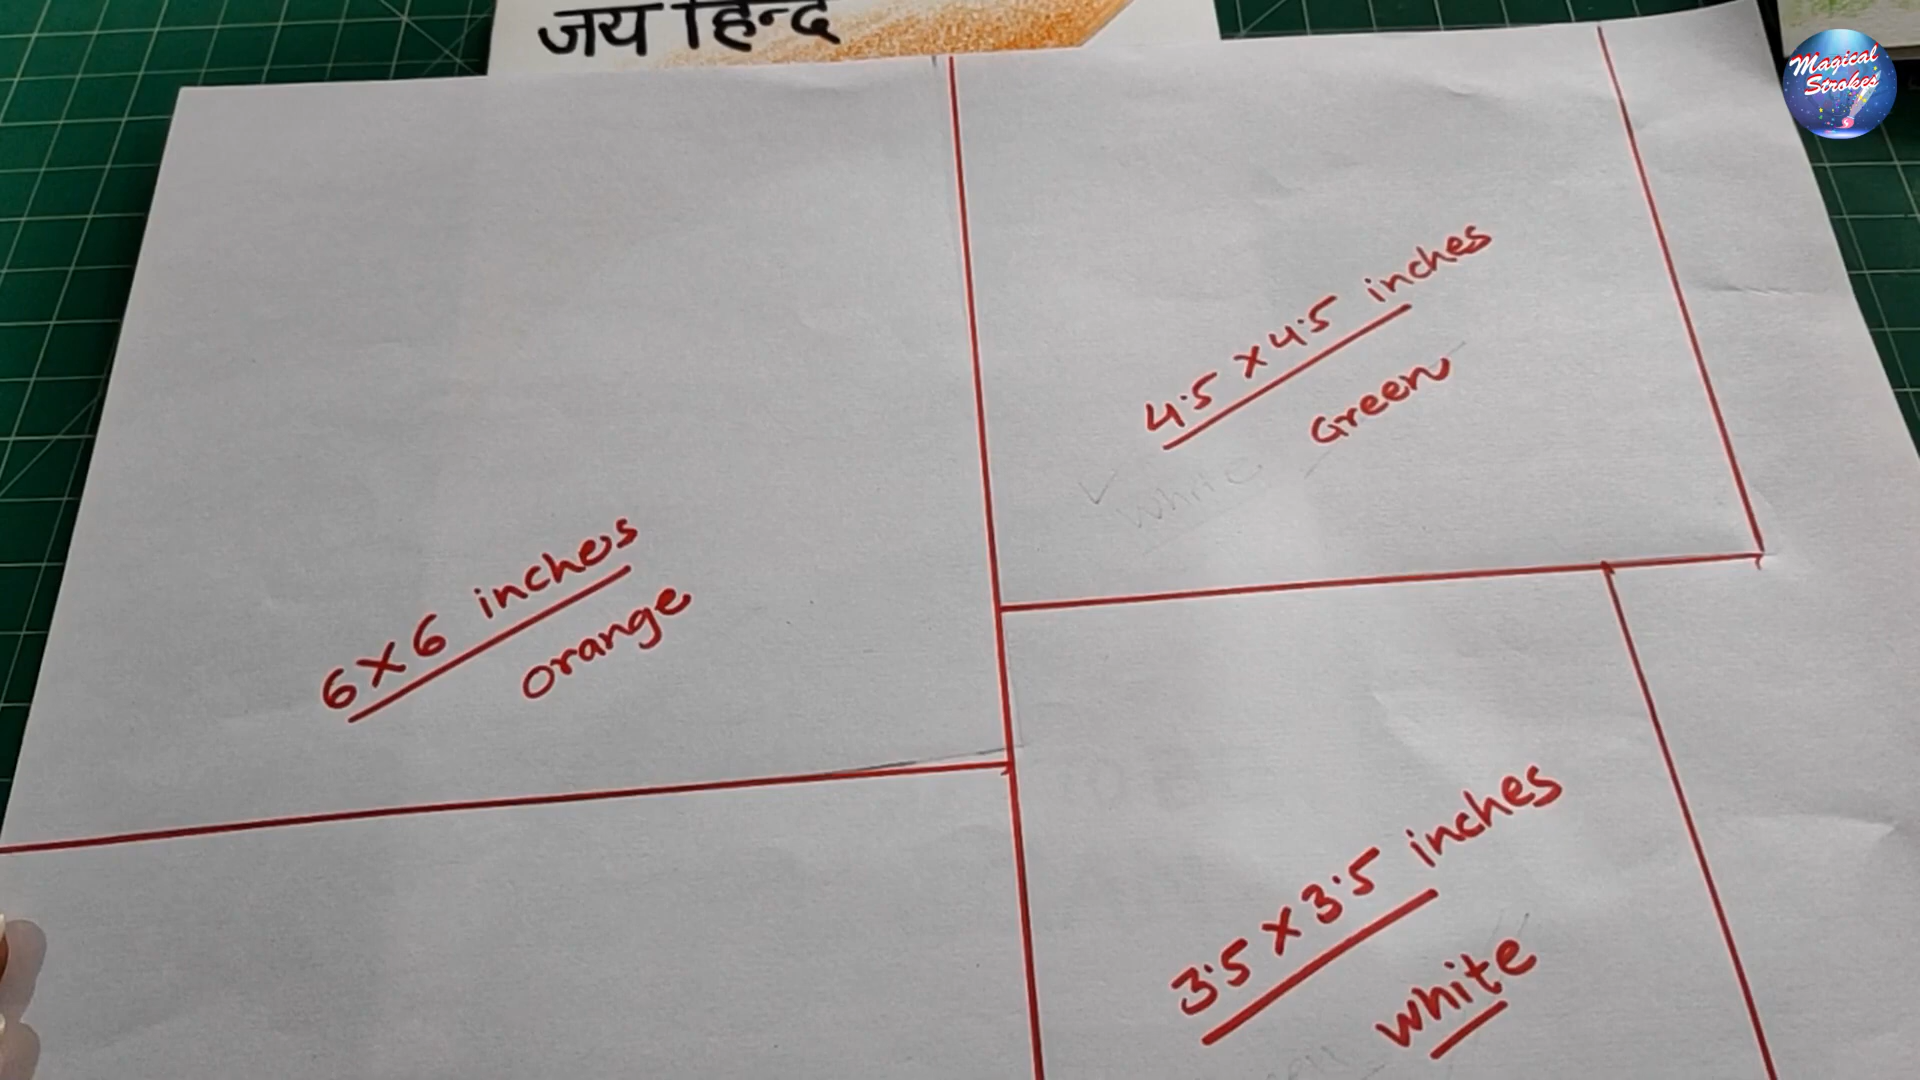 जय हिन्द
Magical
Strokes
4.5 x 4.5 inches
Green
White
6 x 6 inches
orange
3.5 x 3.5 inches
white